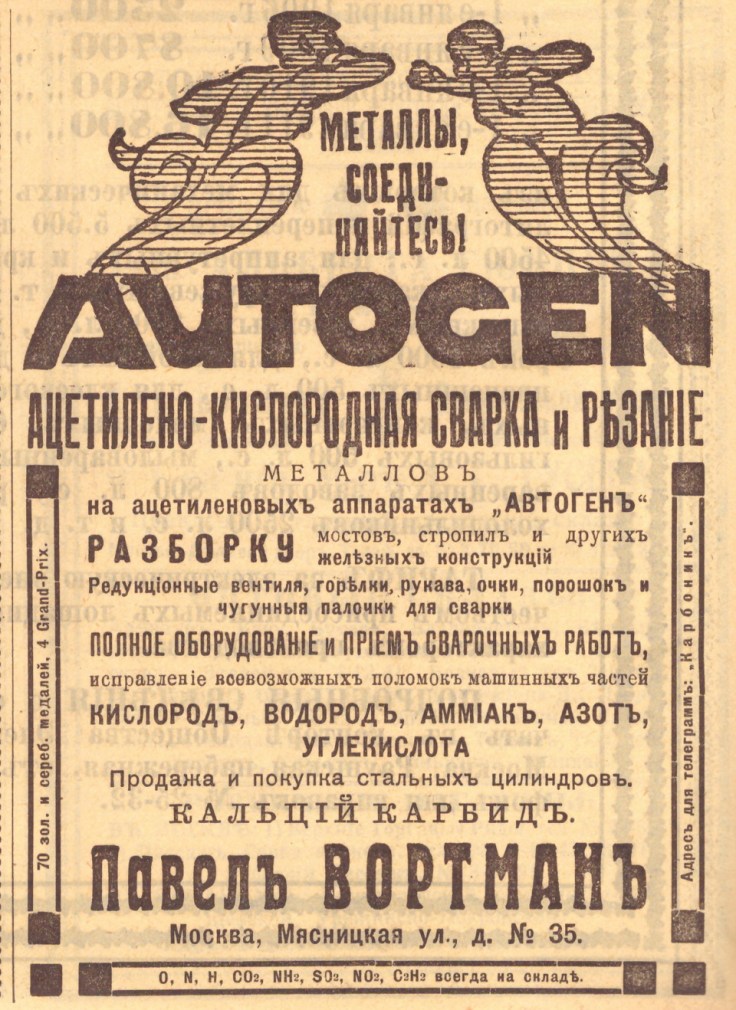 МЕТАЛЛЫ,
СОЕДИ-
НЯЙТЕСЬ!
AUTOGEN
АЦЕТИЛЕНО-КИСЛОРОДНАЯ СВАРКА и РѢЗАНІЕ
МЕТАЛЛОВЪ
на ацетиленовыхъ аппаратахъ „АВТОГЕНЪ“
РАЗБОРКУ мостовъ, стропилъ и другихъ
желѣзныхъ конструкцій
Редукціонные вентиля, горѣлки, рукава, очки, порошокъ и
чугунныя палочки для сварки
ПОЛНОЕ ОБОРУДОВАНІЕ и ПРІЕМЪ СВАРОЧНЫХЪ РАБОТЪ,
исправленіе всевозможныхъ поломокъ машинныхъ частей
КИСЛОРОДЪ, ВОДОРОДЪ, АММІАКЪ, АЗОТЪ,
УГЛЕКИСЛОТА
Продажа и покупка стальныхъ цилиндровъ.
КАЛЬЦІЙ КАРБИДЪ.
Павелъ ВОРТМАНЪ
Москва, Мясницкая ул., д. № 35.
70 зол. и сереб. медалей, 4 Grand-Prix.
Адресъ для телеграммъ: „Карбонинъ“.
O, N, H, CO₂, NH₂, SO₂, NO₂, C₂H₂ всегда на складѣ.